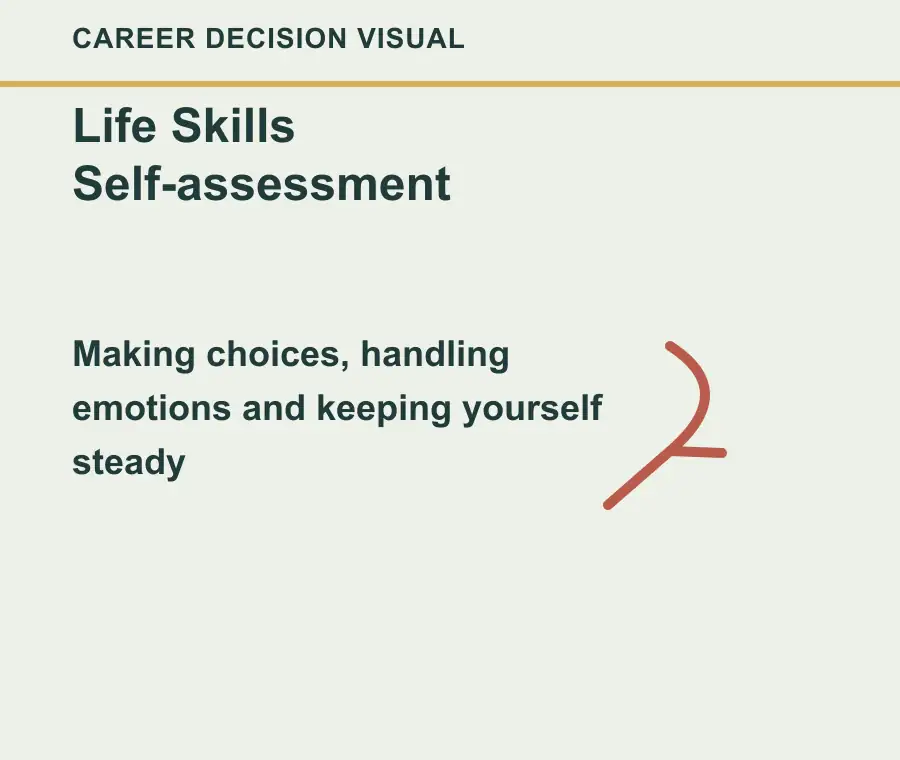 CAREER DECISION VISUAL
Life Skills
Self-assessment
Making choices, handling
emotions and keeping yourself
steady